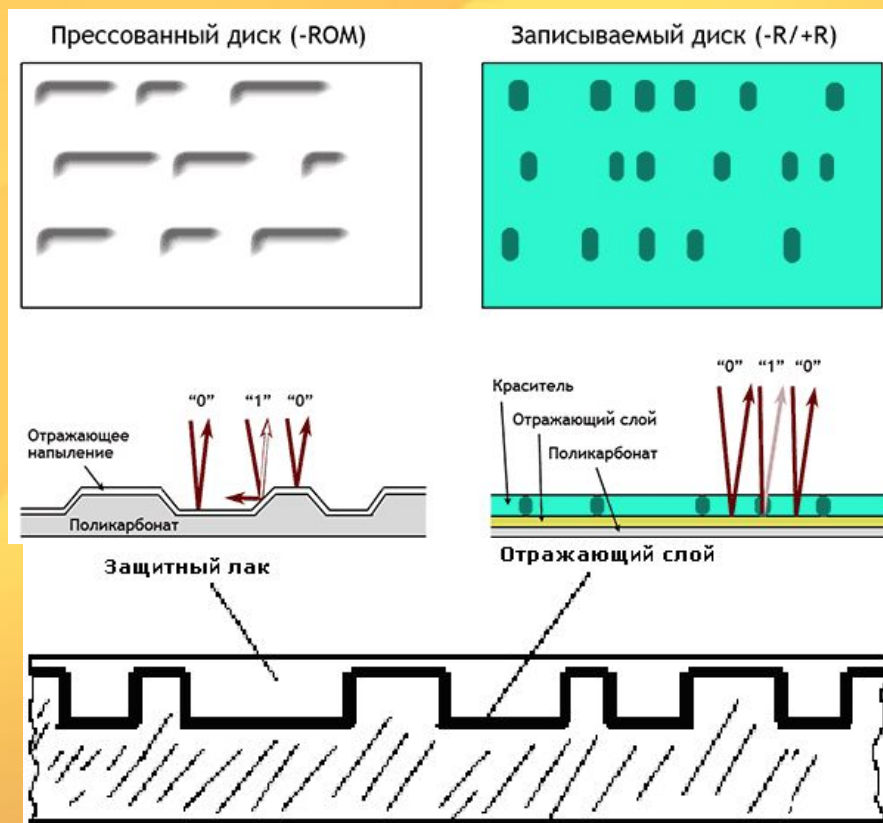 Прессованный диск (-ROM)
Записываемый диск (-R/+R)
“0”
“1”
“0”
Отражающее
напыление
Поликарбонат
“0”
“1”
“0”
Краситель
Отражающий слой
Поликарбонат
Защитный лак
Отражающий слой